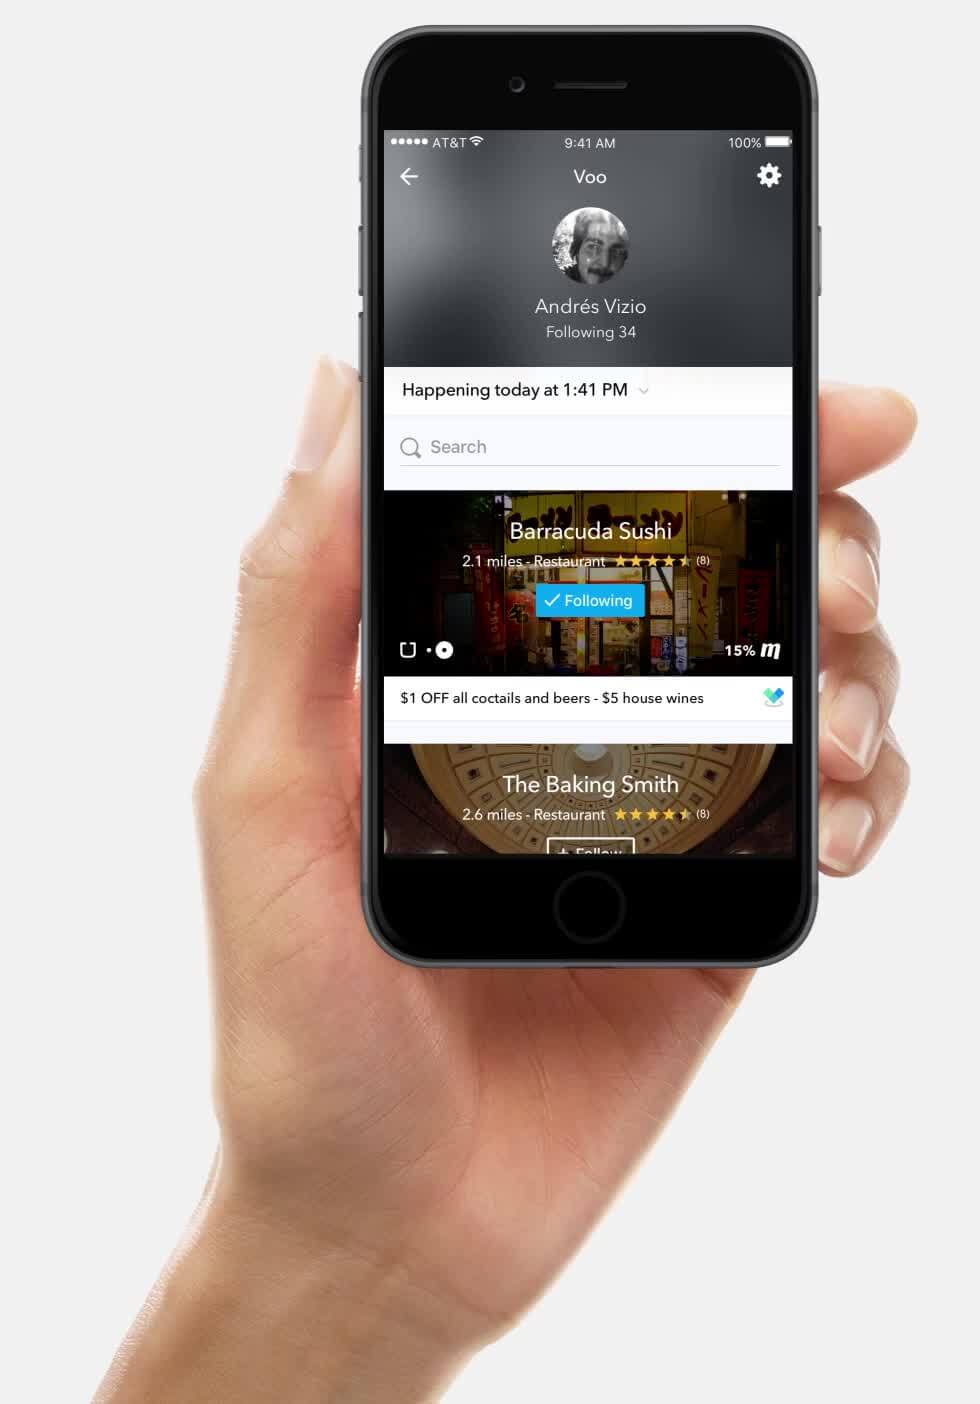 AT&T 9:41 AM 100%
Voo
Andrés Vizio
Following 34
Happening today at 1:41 PM
Search
Barracuda Sushi
2.1 miles - Restaurant (8)
Following
15% m
$1 OFF all coctails and beers - $5 house wines
The Baking Smith
2.6 miles - Restaurant (8)
+ Follow